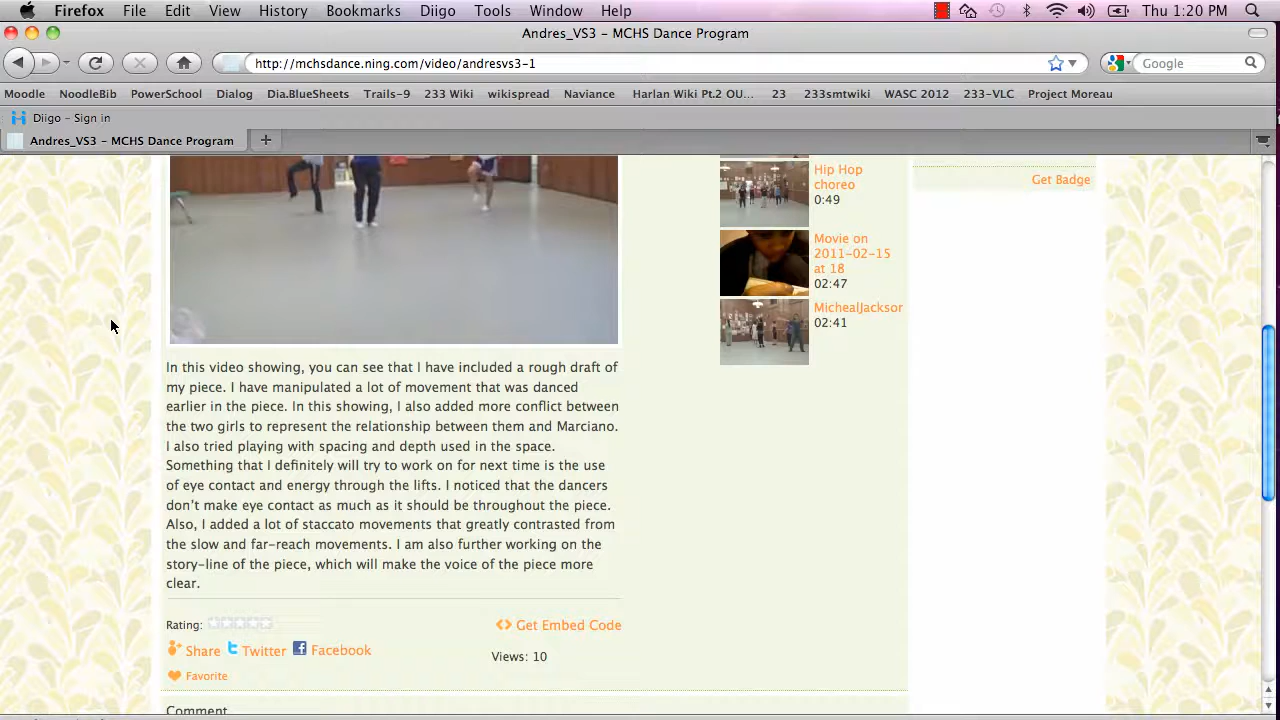 Firefox File Edit View History Bookmarks Diigo Tools Window Help Thu 1:20 PM
Andres_VS3 – MCHS Dance Program
http://mchsdance.ning.com/video/andresvs3-1 Google
Moodle NoodleBib PowerSchool Dialog Dia.BlueSheets Trails-9 233 Wiki wikispread Naviance Harlan Wiki Pt.2 OU... 23 233smtwiki WASC 2012 233-VLC Project Moreau
Diigo - Sign in
Andres_VS3 – MCHS Dance Program
In this video showing, you can see that I have included a rough draft of
my piece. I have manipulated a lot of movement that was danced
earlier in the piece. In this showing, I also added more conflict between
the two girls to represent the relationship between them and Marciano.
I also tried playing with spacing and depth used in the space.
Something that I definitely will try to work on for next time is the use
of eye contact and energy through the lifts. I noticed that the dancers
don't make eye contact as much as it should be throughout the piece.
Also, I added a lot of staccato movements that greatly contrasted from
the slow and far-reach movements. I am also further working on the
story-line of the piece, which will make the voice of the piece more
clear.
Rating:
Get Embed Code
Share Twitter Facebook
Views: 10
Favorite
Comment
Hip Hop
choreo
0:49
Movie on
2011-02-15
at 18
02:47
MichealJackson
02:41
Get Badge